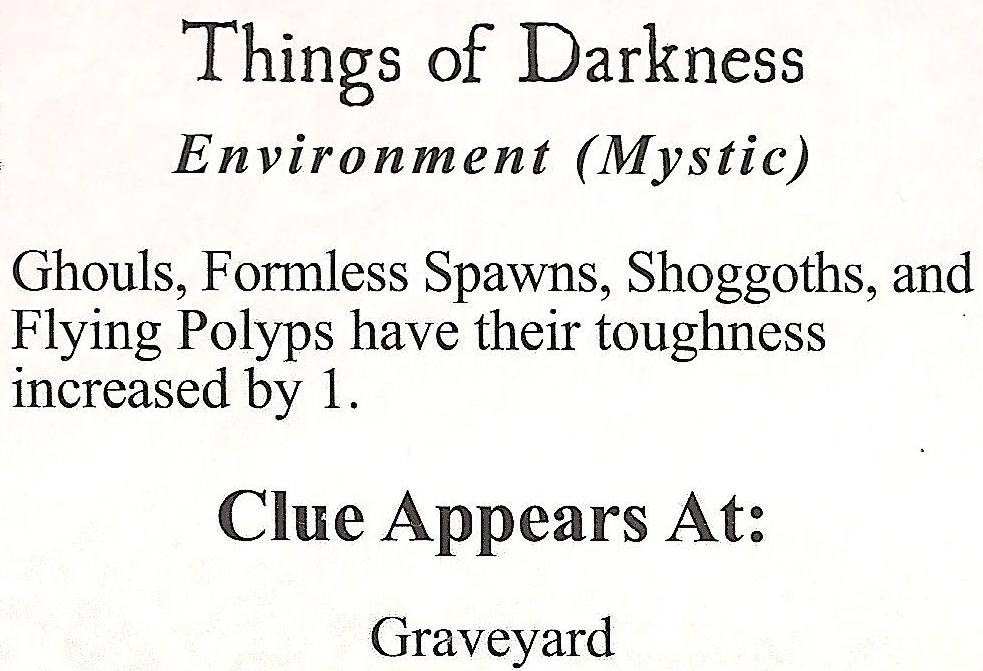 Things of Darkness
Environment (Mystic)
Ghouls, Formless Spawns, Shoggoths, and
Flying Polyps have their toughness
increased by 1.
Clue Appears At:
Graveyard